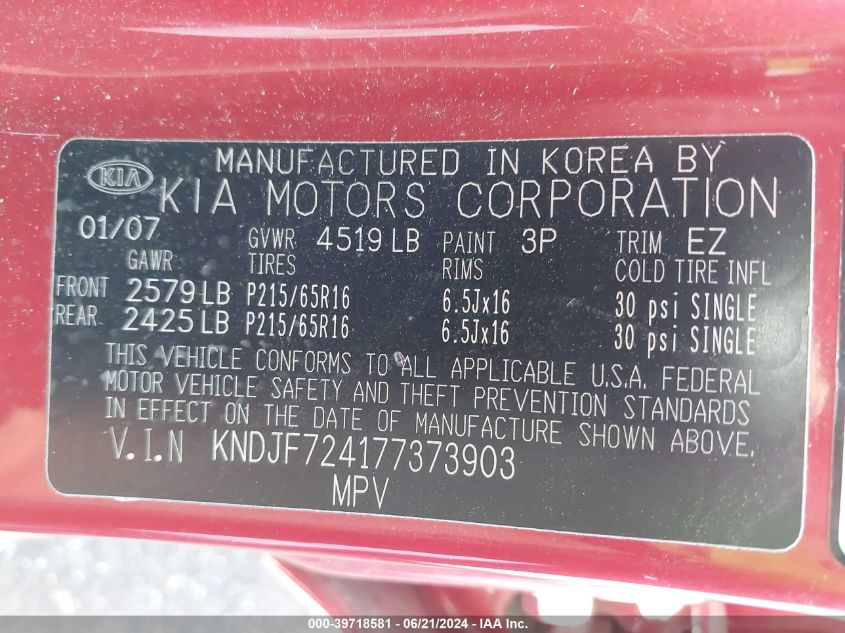 MANUFACTURED IN KOREA BY
KIA KIA MOTORS CORPORATION
01/07 GVWR 4519 LB PAINT 3P TRIM EZ
GAWR TIRES RIMS COLD TIRE INFL
FRONT 2579 LB P215/65R16 6.5Jx16 30 psi SINGLE
REAR 2425 LB P215/65R16 6.5Jx16 30 psi SINGLE
THIS VEHICLE CONFORMS TO ALL APPLICABLE U.S.A. FEDERAL
MOTOR VEHICLE SAFETY AND THEFT PREVENTION STANDARDS
IN EFFECT ON THE DATE OF MANUFACTURE SHOWN ABOVE.
V.I.N KNDJF724177373903
MPV
000-39718581 - 06/21/2024 - IAA Inc.